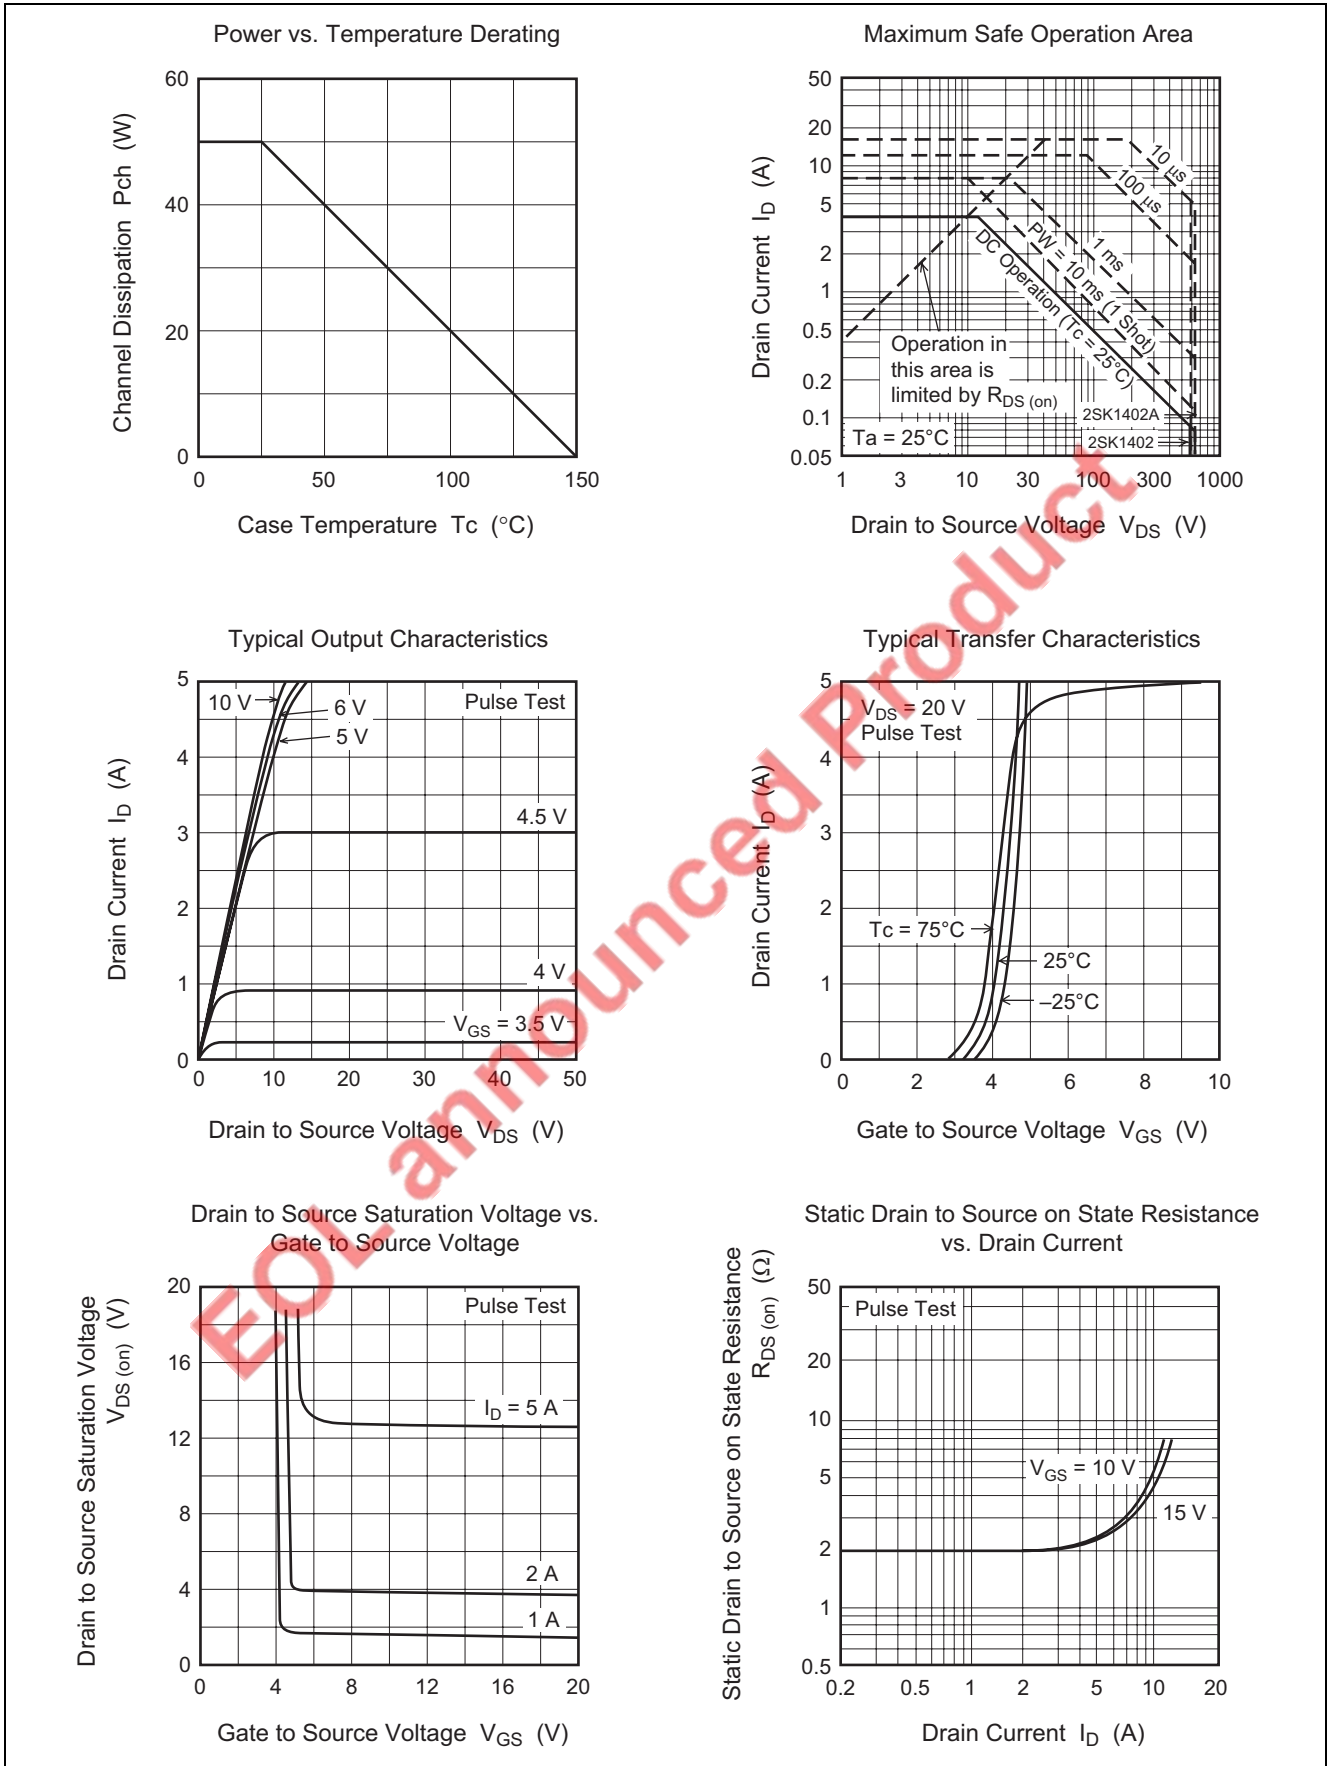 Power vs. Temperature Derating
60
40
20
0
0 50 100 150
Channel Dissipation Pch (W)
Case Temperature Tc (°C)
Maximum Safe Operation Area
50
20
10
5
2
1
0.5
0.2
0.1
0.05
1 3 10 30 100 300 1000
Drain Current ID (A)
Drain to Source Voltage VDS (V)
10 μs
100 μs
1 ms
PW = 10 ms (1 Shot)
DC Operation (Tc = 25°C)
Operation in
this area is
limited by RDS (on)
2SK1402A
2SK1402
Ta = 25°C
Typical Output Characteristics
5
4
3
2
1
0
0 10 20 30 40 50
Drain Current ID (A)
Drain to Source Voltage VDS (V)
10 V
6 V
5 V
Pulse Test
4.5 V
4 V
VGS = 3.5 V
Typical Transfer Characteristics
5
4
3
2
1
0
0 2 4 6 8 10
Drain Current ID (A)
Gate to Source Voltage VGS (V)
VDS = 20 V
Pulse Test
Tc = 75°C
25°C
–25°C
Drain to Source Saturation Voltage vs.
Gate to Source Voltage
20
16
12
8
4
0
0 4 8 12 16 20
Drain to Source Saturation Voltage
VDS (on) (V)
Gate to Source Voltage VGS (V)
Pulse Test
ID = 5 A
2 A
1 A
Static Drain to Source on State Resistance
vs. Drain Current
50
20
10
5
2
1
0.5
0.2 0.5 1 2 5 10 20
Static Drain to Source on State Resistance
RDS (on) (Ω)
Drain Current ID (A)
Pulse Test
VGS = 10 V
15 V
EOL announced Product